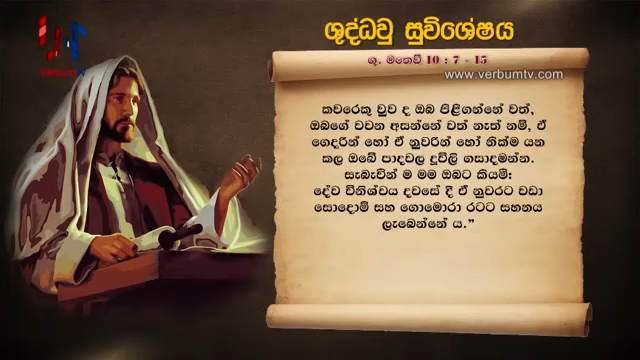 ශුද්ධවූ සුවිශේෂය
VerbumTV
ශු. මතෙව් 10 : 7 - 15
www.verbumtv.com
කවරෙකු වුව ද ඔබ පිළිගන්නේ වත්,
ඔබගේ වචන අසන්නේ වත් නැත් නම්, ඒ
ගෙදරින් හෝ ඒ නුවරින් හෝ නික්ම යන
කල ඔබේ පාදවල දූවිලි ගසාදමන්න.
සැබැවින් ම මම ඔබට කියමි:
දේව විනිශ්චය දවසේ දී ඒ නුවරට වඩා
සොදොම් සහ ගොමොරා රටට සහනය
ලැබෙන්නේ ය.”